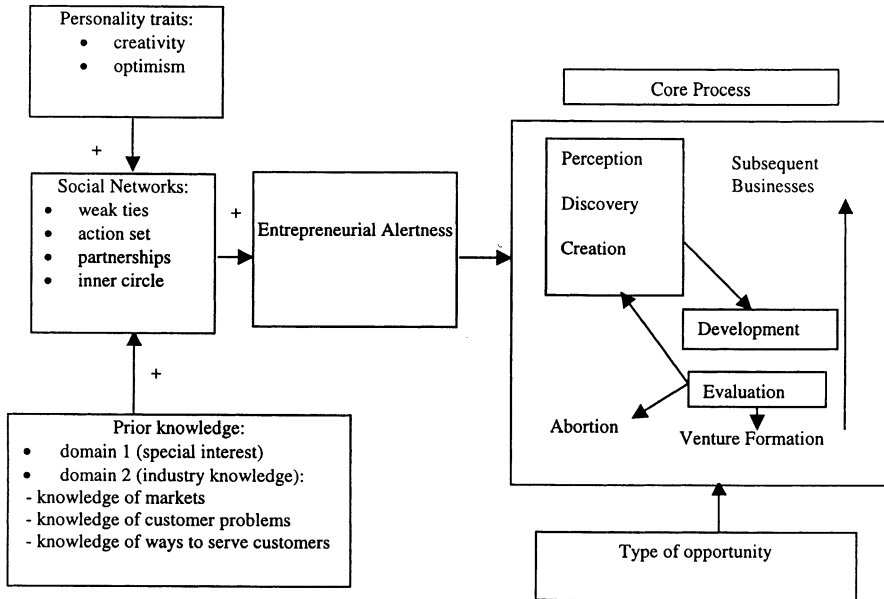 Personality traits:
• creativity
• optimism
+
Social Networks:
• weak ties
• action set
• partnerships
• inner circle
+
Entrepreneurial Alertness
+
Prior knowledge:
• domain 1 (special interest)
• domain 2 (industry knowledge):
- knowledge of markets
- knowledge of customer problems
- knowledge of ways to serve customers
Core Process
Perception
Discovery
Creation
Subsequent
Businesses
Development
Evaluation
Abortion
Venture Formation
Type of opportunity